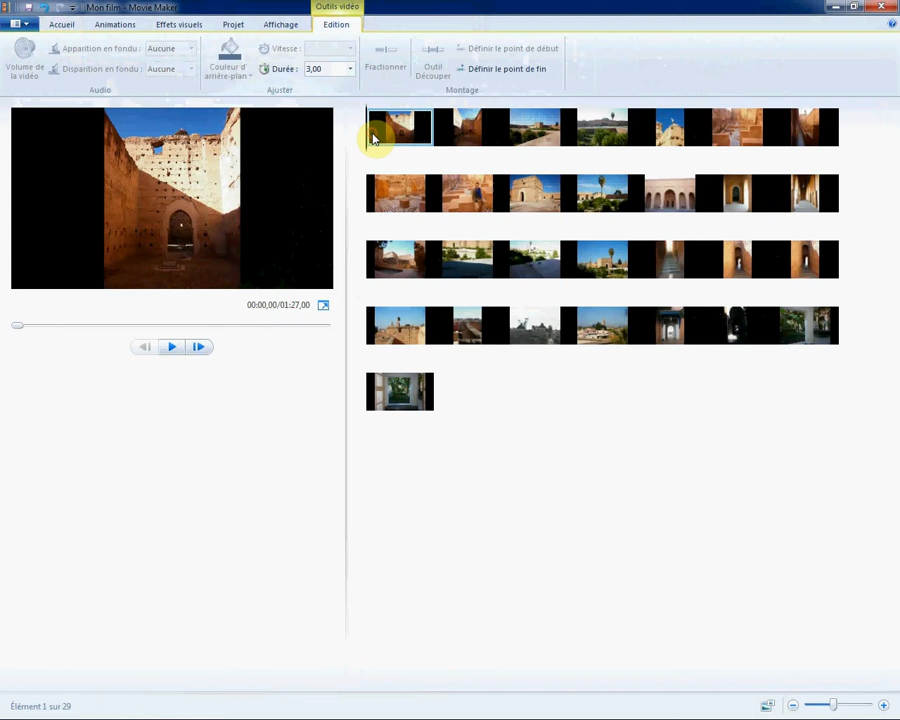 Mon film - Movie Maker
Outils vidéo
Accueil
Animations
Effets visuels
Projet
Affichage
Edition
Volume de la vidéo
Apparition en fondu :
Aucune
Disparition en fondu :
Aucune
Audio
Couleur d'arrière-plan
Vitesse :
Durée :
3,00
Ajuster
Fractionner
Outil Découper
Définir le point de début
Définir le point de fin
Montage
00:00,00/01:27,00
Élément 1 sur 29